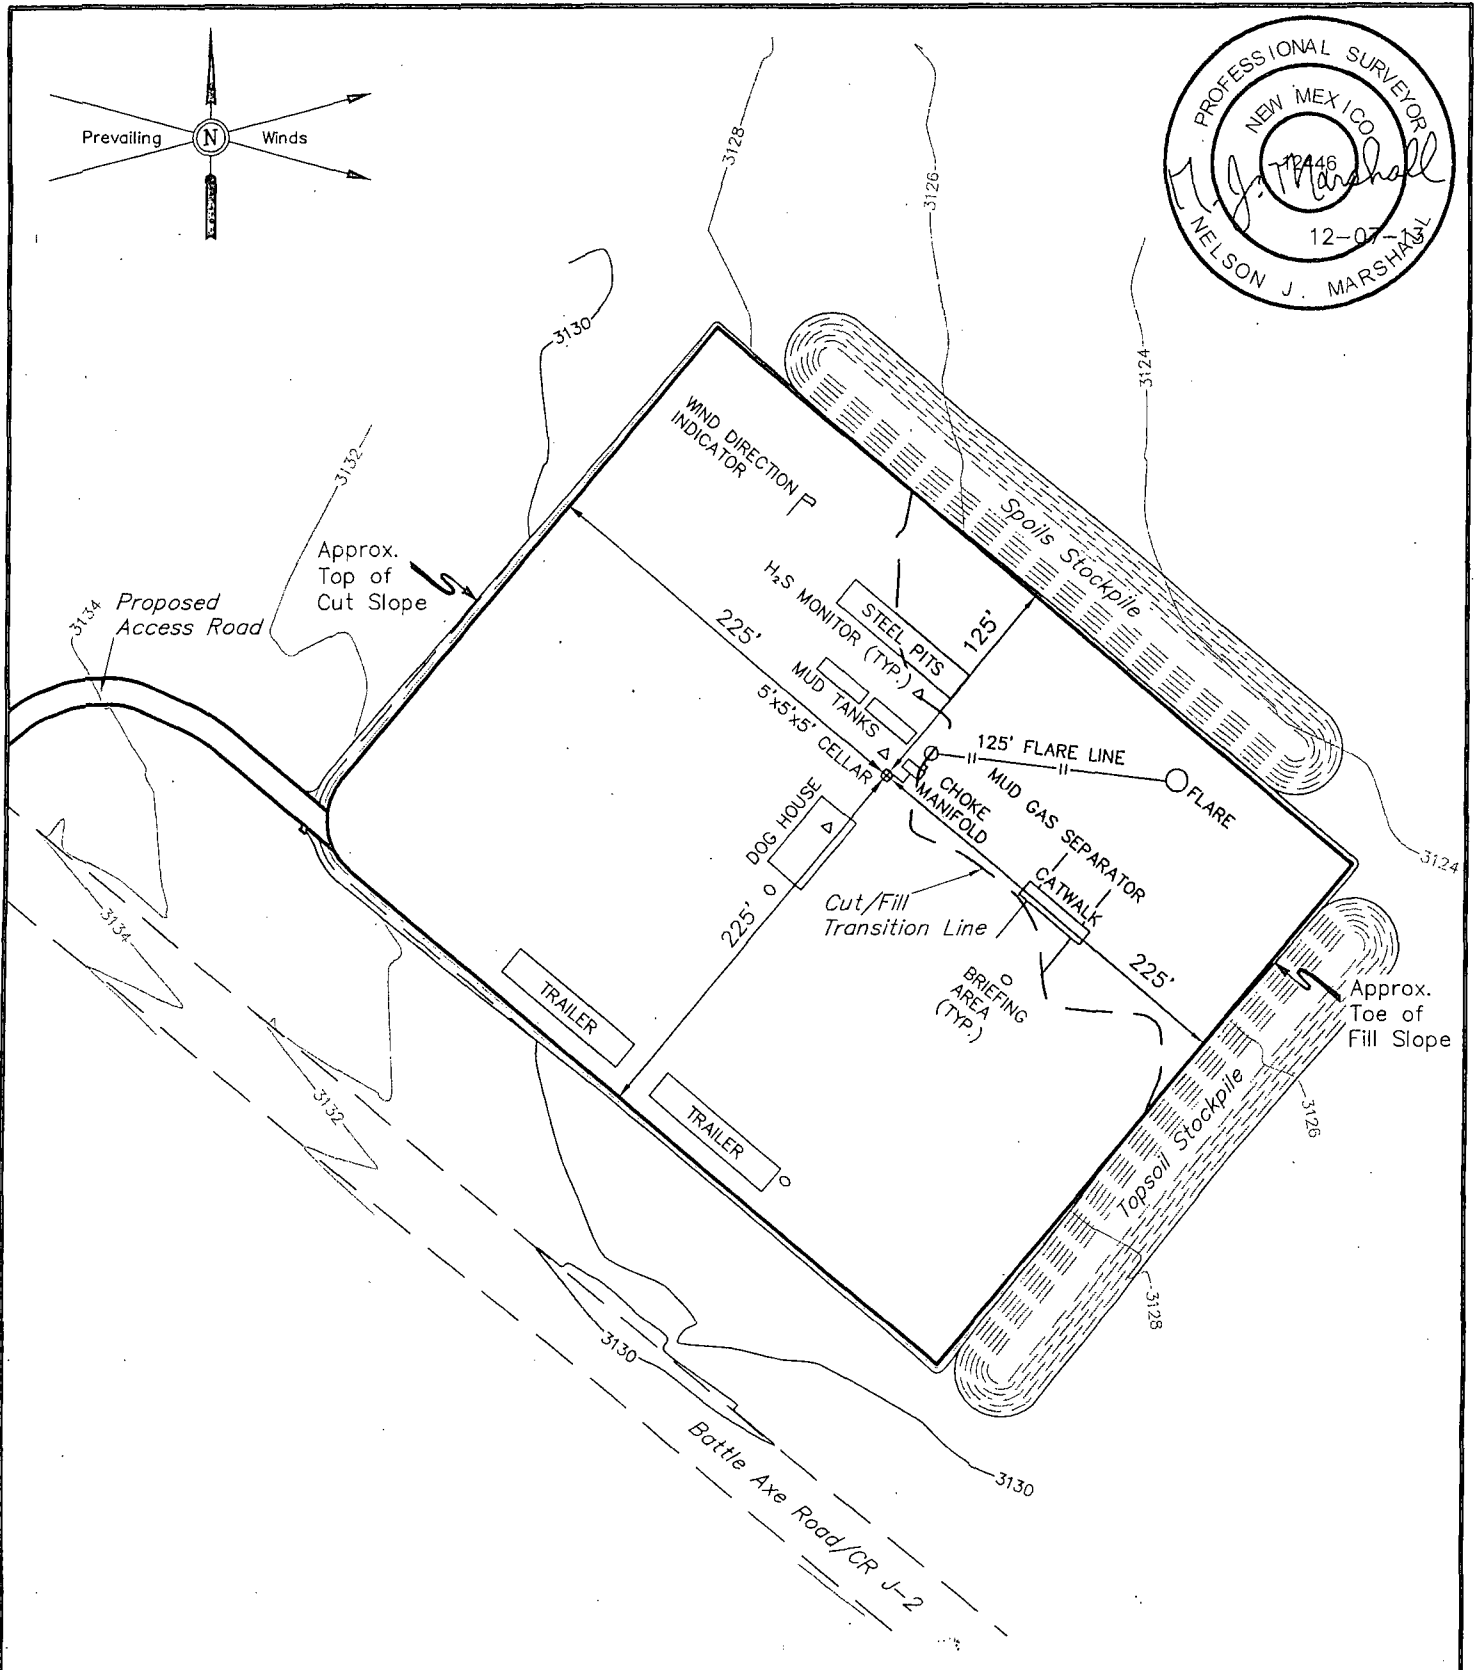 Prevailing
N
Winds
PROFESSIONAL SURVEYOR
NEW MEXICO
12446
N. J. Marshall
12-07-13
NELSON J. MARSHALL
3128
3126
3124
3130
3132
3134
WIND DIRECTION
INDICATOR
Spoils Stockpile
Approx.
Top of
Cut Slope
Proposed
Access Road
225'
125'
H₂S MONITOR (TYP.)
STEEL PITS
MUD TANKS
5'x5'x5' CELLAR
125' FLARE LINE
FLARE
CHOKE
MANIFOLD
MUD GAS SEPARATOR
DOG HOUSE
CATWALK
Cut/Fill
Transition Line
225'
225'
BRIEFING
AREA
(TYP.)
TRAILER
TRAILER
3124
Approx.
Toe of
Fill Slope
3134
3132
3126
Topsoil Stockpile
3128
3130
3130
Battle Axe Road/CR J-2